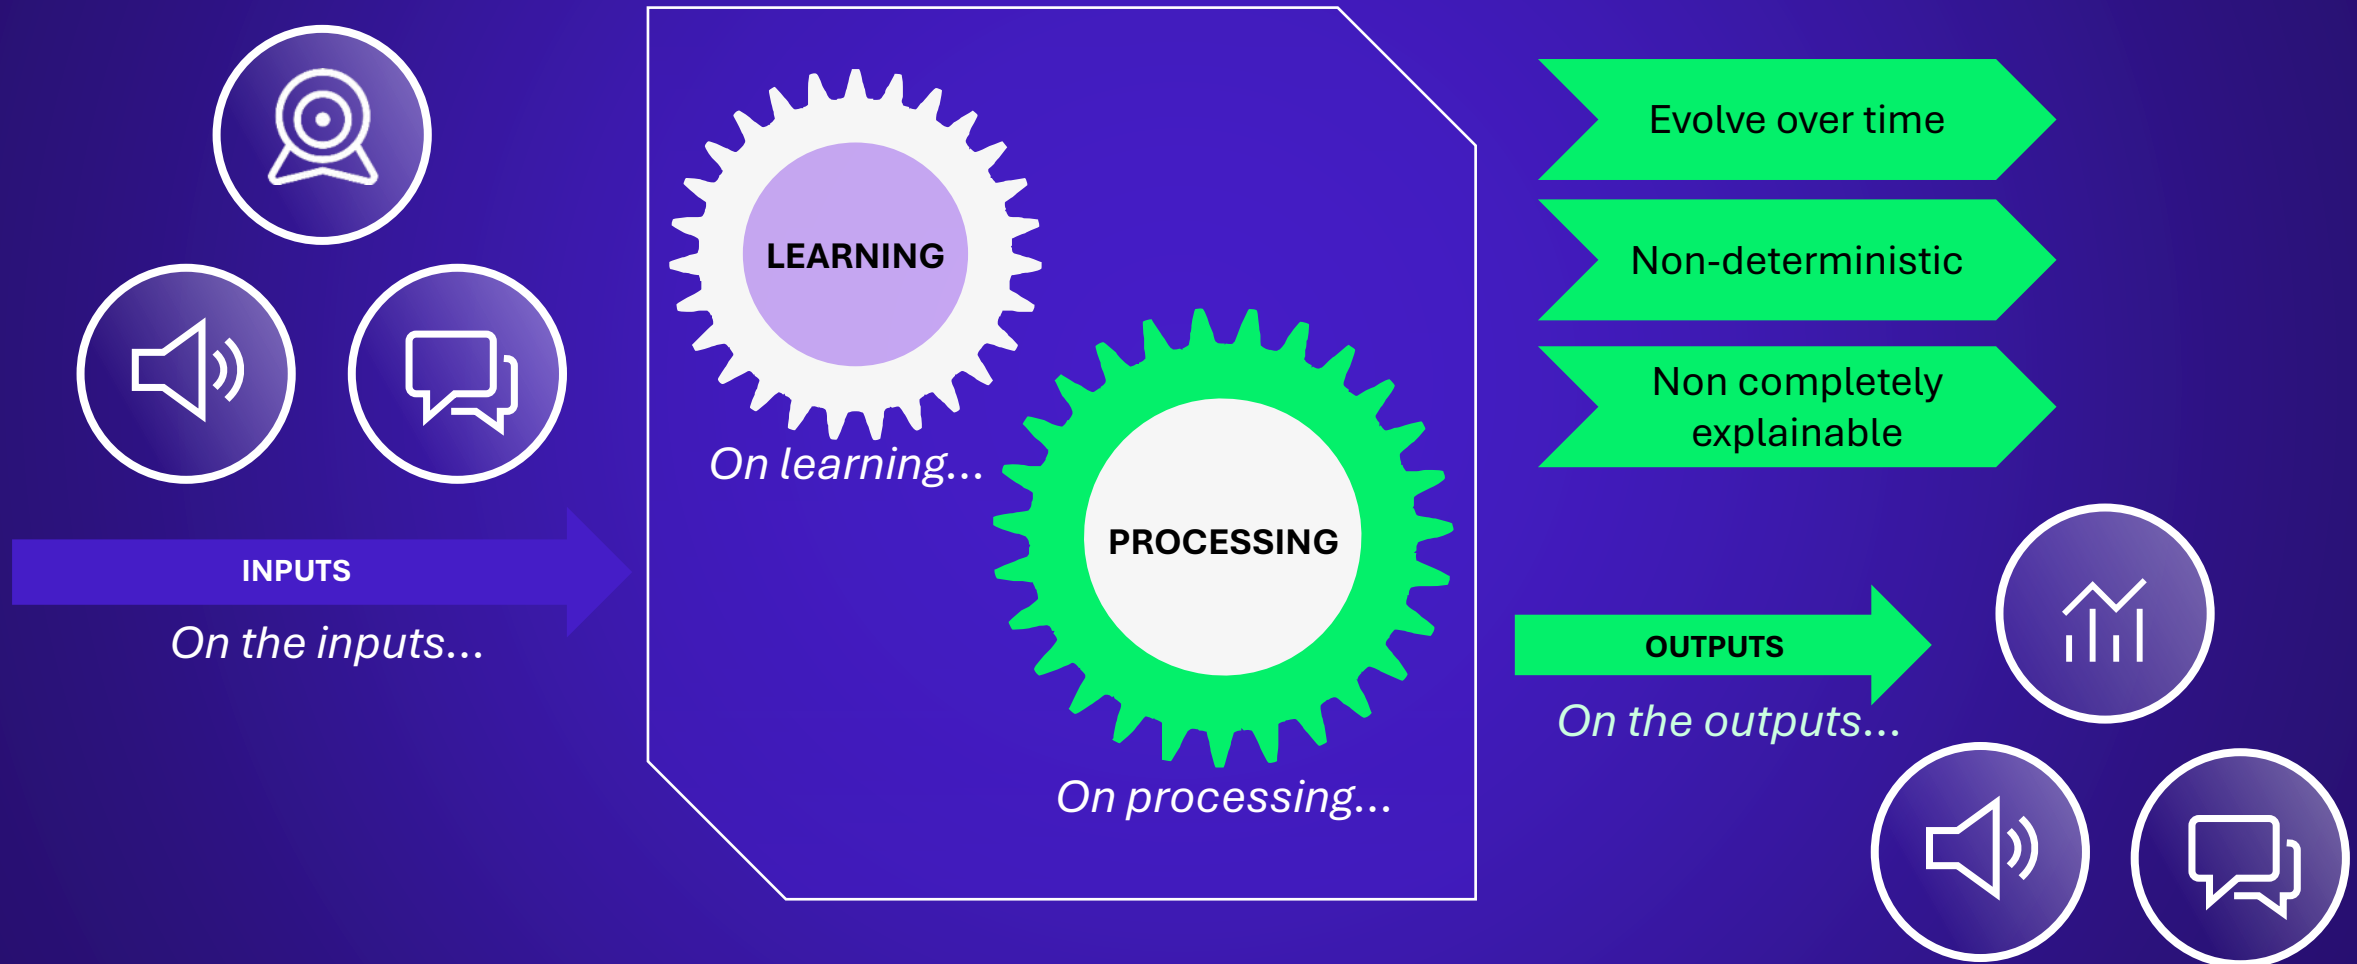 INPUTS
On the inputs...
LEARNING
On learning...
PROCESSING
On processing...
Evolve over time
Non-deterministic
Non completely
explainable
OUTPUTS
On the outputs...